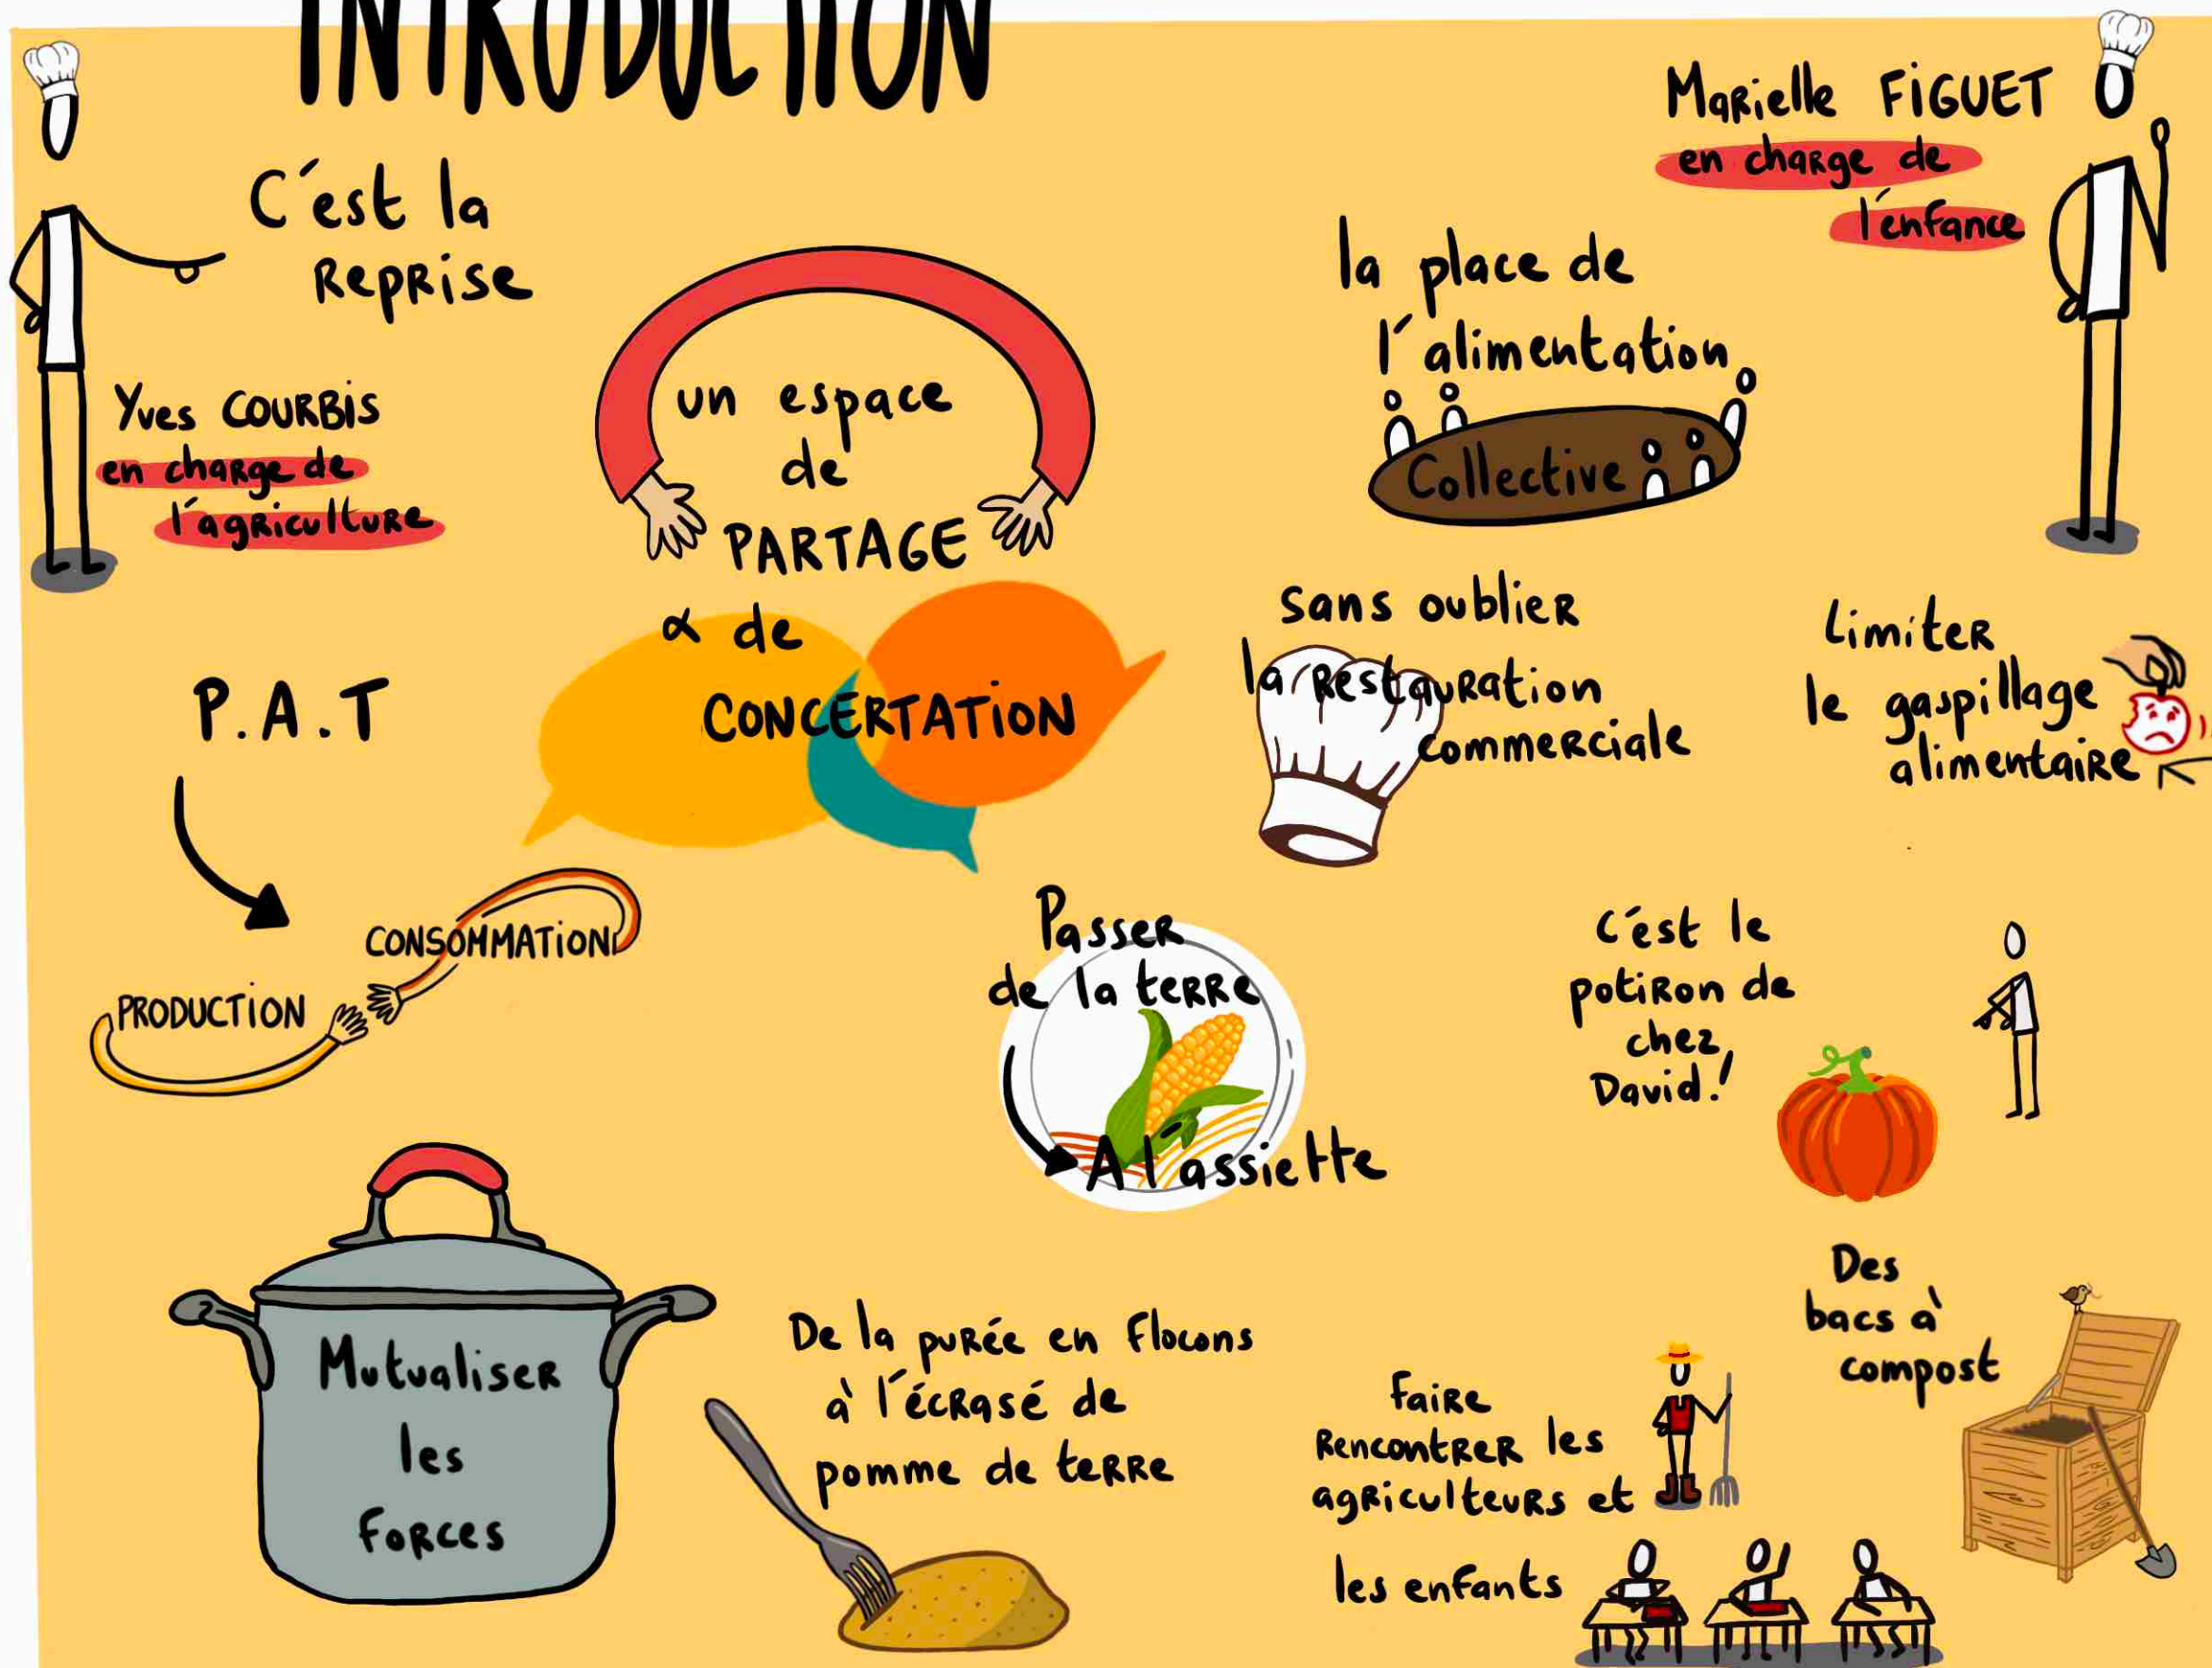 INTRODUCTION
C'est la
Reprise
Yves COURBIS
en charge de
l'agriculture
un espace
de
PARTAGE
& de
CONCERTATION
P.A.T
CONSOMMATION
PRODUCTION
Mutualiser
les
Forces
De la purée en Flocons
à l'écrasé de
pomme de terre
Passer
de la terre
A l'assiette
Marielle FIGUET
en charge de
l'enfance
la place de
l'alimentation
Collective
sans oublier
la restauration
commerciale
Limiter
le gaspillage
alimentaire
c'est le
potiron de
chez
David!
Des
bacs à
compost
faire
rencontrer les
agriculteurs et
les enfants